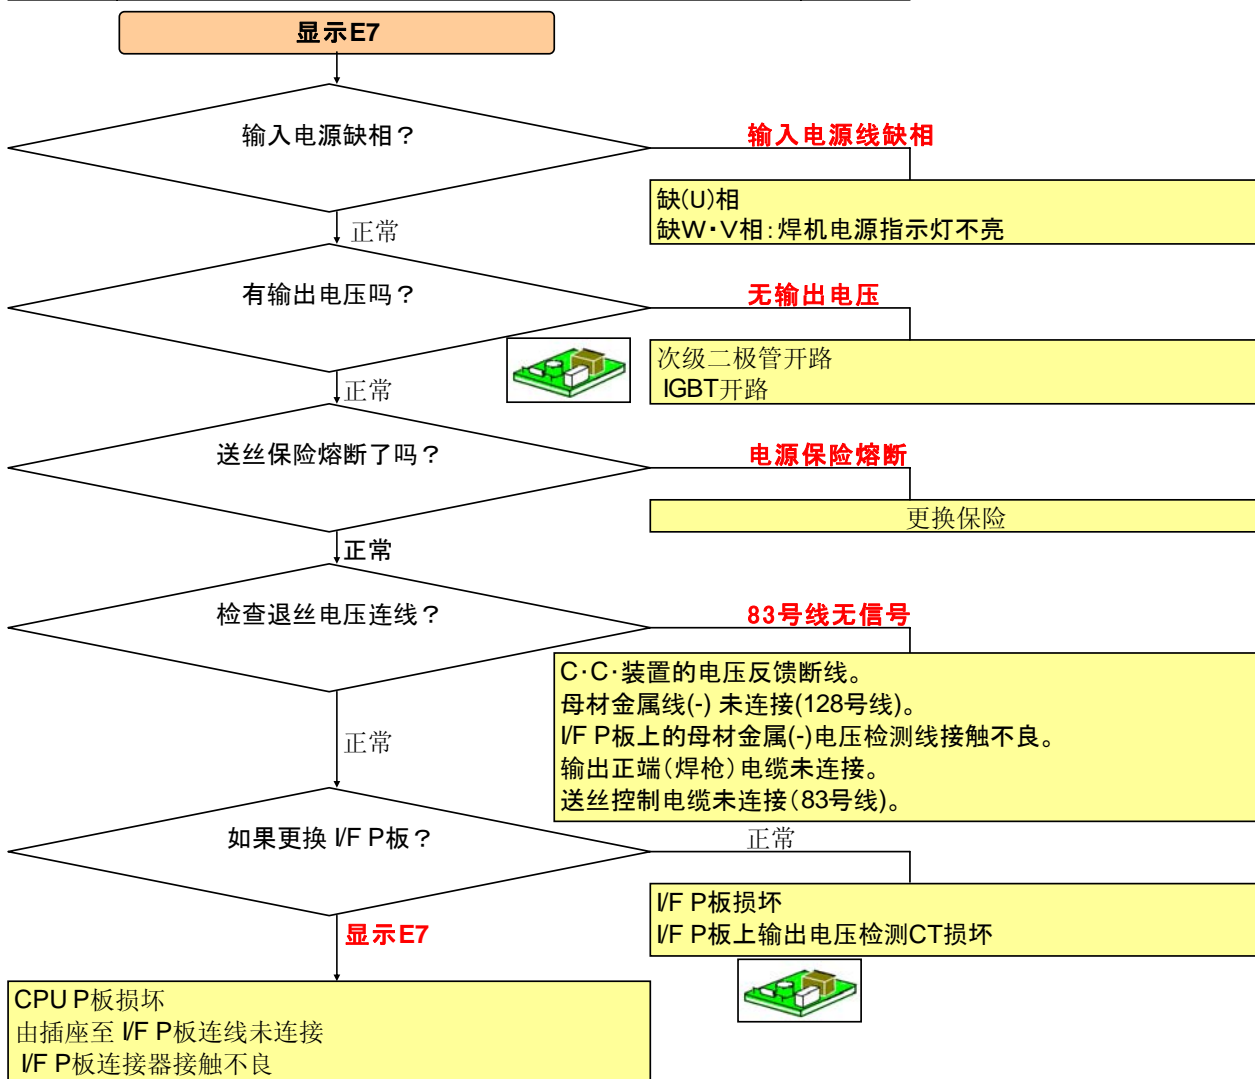 显示E7
输入电源缺相？
输入电源线缺相
缺(U)相
缺W・V相：焊机电源指示灯不亮
正常
有输出电压吗？
无输出电压
次级二极管开路
IGBT开路
正常
送丝保险熔断了吗？
电源保险熔断
更换保险
正常
检查退丝电压连线？
83号线无信号
C·C·装置的电压反馈断线。
母材金属线(-) 未连接(128号线)。
I/F P板上的母材金属(-)电压检测线接触不良。
输出正端（焊枪）电缆未连接。
送丝控制电缆未连接（83号线）。
正常
如果更换 I/F P板？
正常
I/F P板损坏
I/F P板上输出电压检测CT损坏
显示E7
CPU P板损坏
由插座至 I/F P板连线未连接
I/F P板连接器接触不良